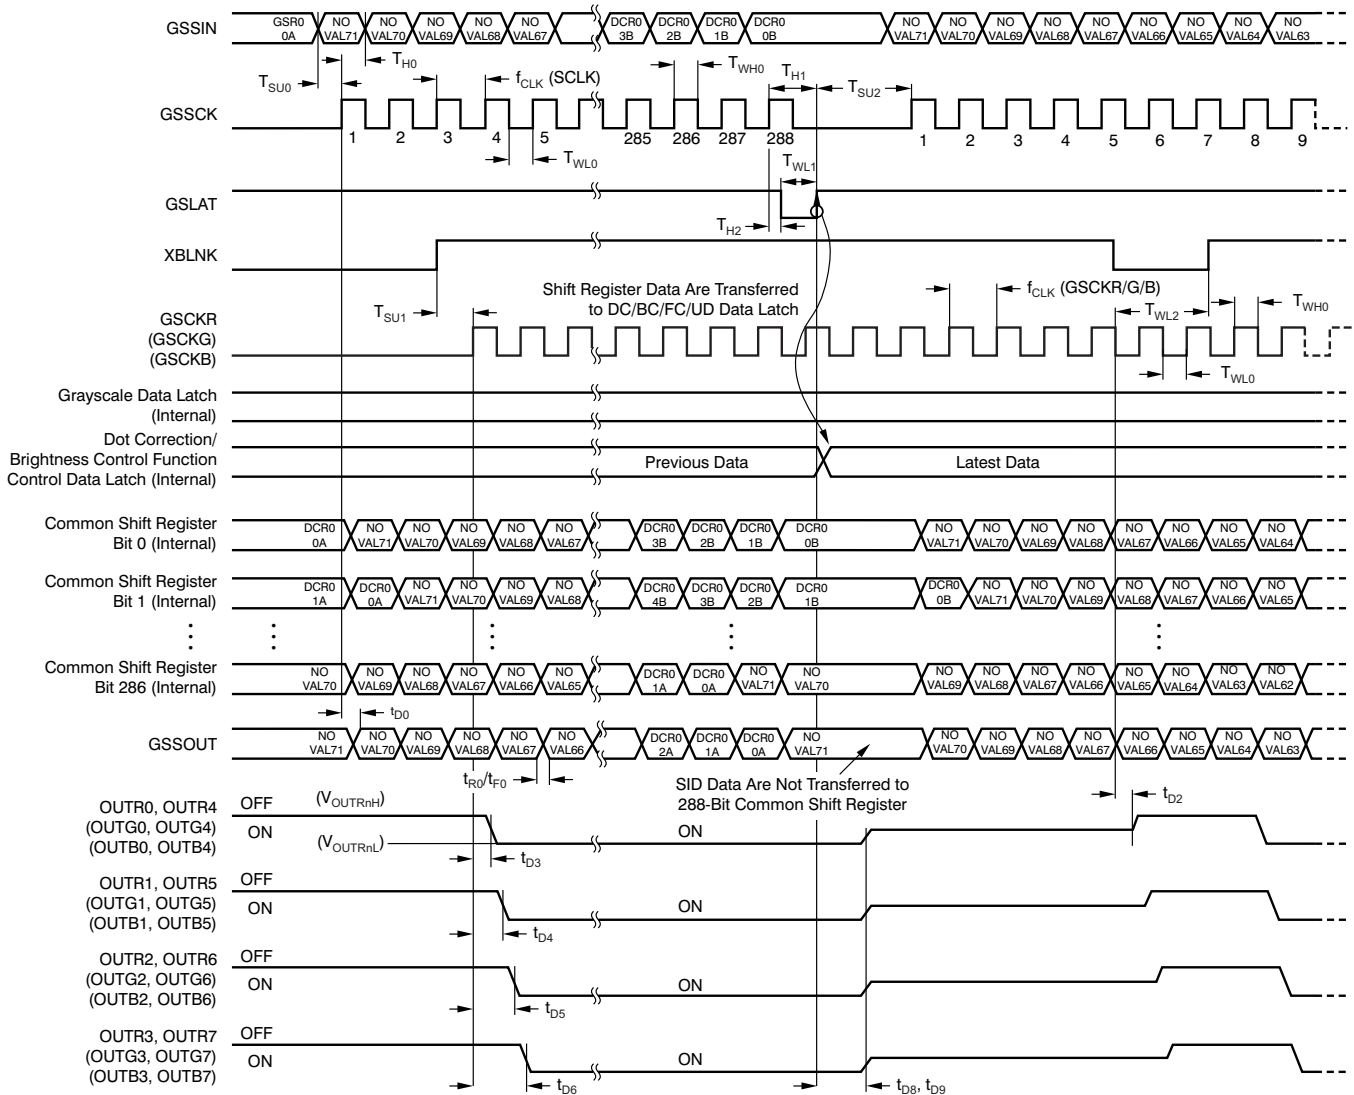 GSSIN
GSR0 0A NO VAL71 NO VAL70 NO VAL69 NO VAL68 NO VAL67 DCR0 3B DCR0 2B DCR0 1B DCR0 0B NO VAL71 NO VAL70 NO VAL69 NO VAL68 NO VAL67 NO VAL66 NO VAL65 NO VAL64 NO VAL63
TSU0 TH0 fCLK (SCLK) TWH0 TH1 TSU2
GSSCK
1 2 3 4 5 285 286 287 288 1 2 3 4 5 6 7 8 9
TWL0 TWL1
GSLAT
TH2
XBLNK
Shift Register Data Are Transferred
to DC/BC/FC/UD Data Latch
fCLK (GSCKR/G/B)
TSU1 TWL2 TWH0
GSCKR
(GSCKG)
(GSCKB)
TWL0
Grayscale Data Latch
(Internal)
Dot Correction/
Brightness Control Function
Control Data Latch (Internal)
Previous Data Latest Data
Common Shift Register
Bit 0 (Internal)
DCR0 0A NO VAL71 NO VAL70 NO VAL69 NO VAL68 NO VAL67 DCR0 3B DCR0 2B DCR0 1B DCR0 0B NO VAL71 NO VAL70 NO VAL69 NO VAL68 NO VAL67 NO VAL66 NO VAL65 NO VAL64
Common Shift Register
Bit 1 (Internal)
DCR0 1A DCR0 0A NO VAL71 NO VAL70 NO VAL69 NO VAL68 DCR0 4B DCR0 3B DCR0 2B DCR0 1B DCR0 0B NO VAL71 NO VAL70 NO VAL69 NO VAL68 NO VAL67 NO VAL66 NO VAL65
Common Shift Register
Bit 286 (Internal)
NO VAL70 NO VAL69 NO VAL68 NO VAL67 NO VAL66 NO VAL65 DCR0 1A DCR0 0A NO VAL71 NO VAL70 NO VAL69 NO VAL68 NO VAL67 NO VAL66 NO VAL65 NO VAL64 NO VAL63 NO VAL62
tD0
GSSOUT
NO VAL71 NO VAL70 NO VAL69 NO VAL68 NO VAL67 NO VAL66 DCR0 2A DCR0 1A DCR0 0A NO VAL71 NO VAL70 NO VAL69 NO VAL68 NO VAL67 NO VAL66 NO VAL65 NO VAL64 NO VAL63
tR0/tF0
SID Data Are Not Transferred to
288-Bit Common Shift Register
tD2
OUTR0, OUTR4
(OUTG0, OUTG4)
(OUTB0, OUTB4)
OFF (VOUTRnH)
ON (VOUTRnL) ON
tD3
OUTR1, OUTR5
(OUTG1, OUTG5)
(OUTB1, OUTB5)
OFF
ON ON
tD4
OUTR2, OUTR6
(OUTG2, OUTG6)
(OUTB2, OUTB6)
OFF
ON ON
tD5
OUTR3, OUTR7
(OUTG3, OUTG7)
(OUTB3, OUTB7)
OFF
ON ON
tD6 tD8, tD9